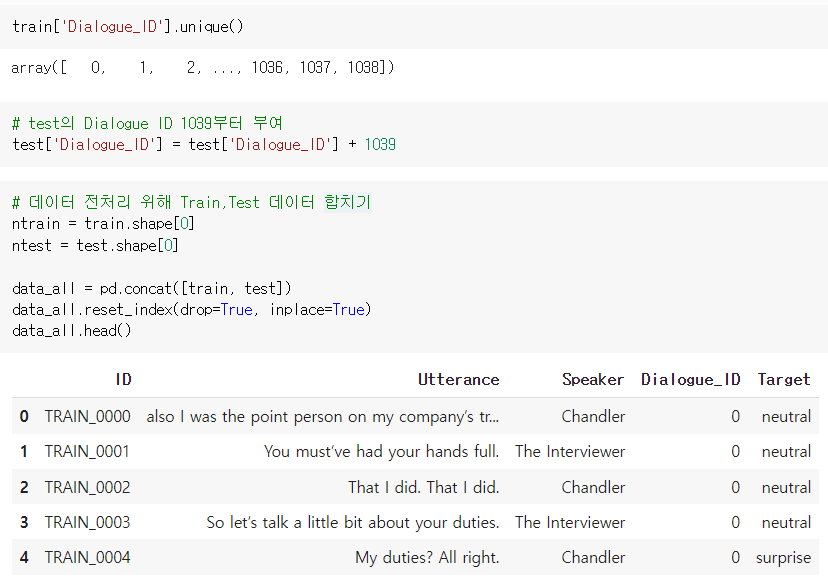 train['Dialogue_ID'].unique()
array([   0,    1,    2, ..., 1036, 1037, 1038])
# test의 Dialogue ID 1039부터 부여
test['Dialogue_ID'] = test['Dialogue_ID'] + 1039
# 데이터 전처리 위해 Train,Test 데이터 합치기
ntrain = train.shape[0]
ntest = test.shape[0]
data_all = pd.concat([train, test])
data_all.reset_index(drop=True, inplace=True)
data_all.head()
ID Utterance Speaker Dialogue_ID Target
0 TRAIN_0000 also I was the point person on my company's tr... Chandler 0 neutral
1 TRAIN_0001 You must've had your hands full. The Interviewer 0 neutral
2 TRAIN_0002 That I did. That I did. Chandler 0 neutral
3 TRAIN_0003 So let's talk a little bit about your duties. The Interviewer 0 neutral
4 TRAIN_0004 My duties? All right. Chandler 0 surprise